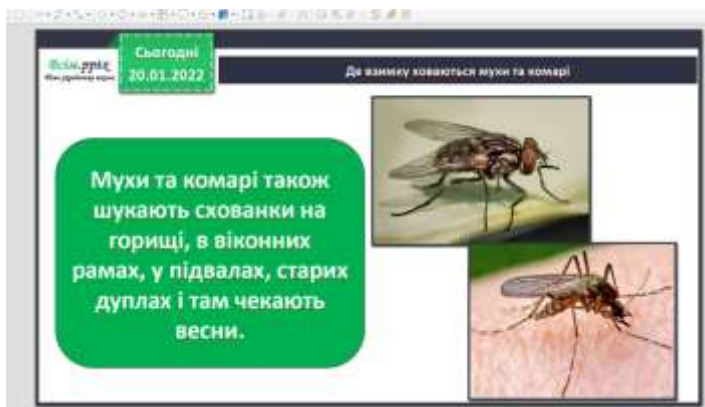 Сьогодні
20.01.2022
Де взимку ховаються мухи та комарі
Мухи та комарі також
шукають схованки на
горищі, в віконних
рамах, у підвалах, старих
дуплах і там чекають
весни.